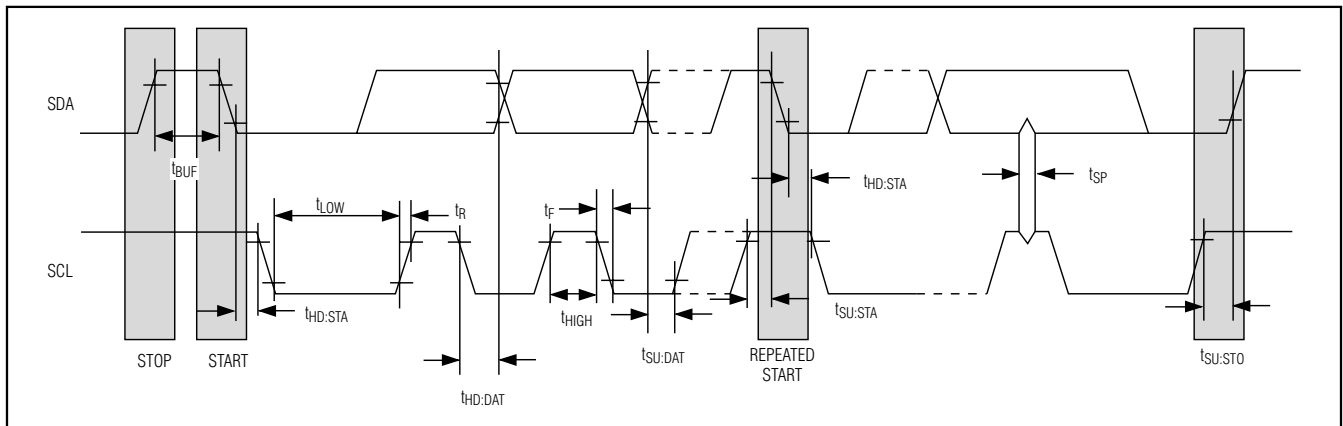 SDA
tBUF
tLOW
tR
tF
tHD:STA
tSP
SCL
tHD:STA
tHIGH
tSU:DAT
tSU:STA
tSU:STO
STOP
START
REPEATED
START
tHD:DAT